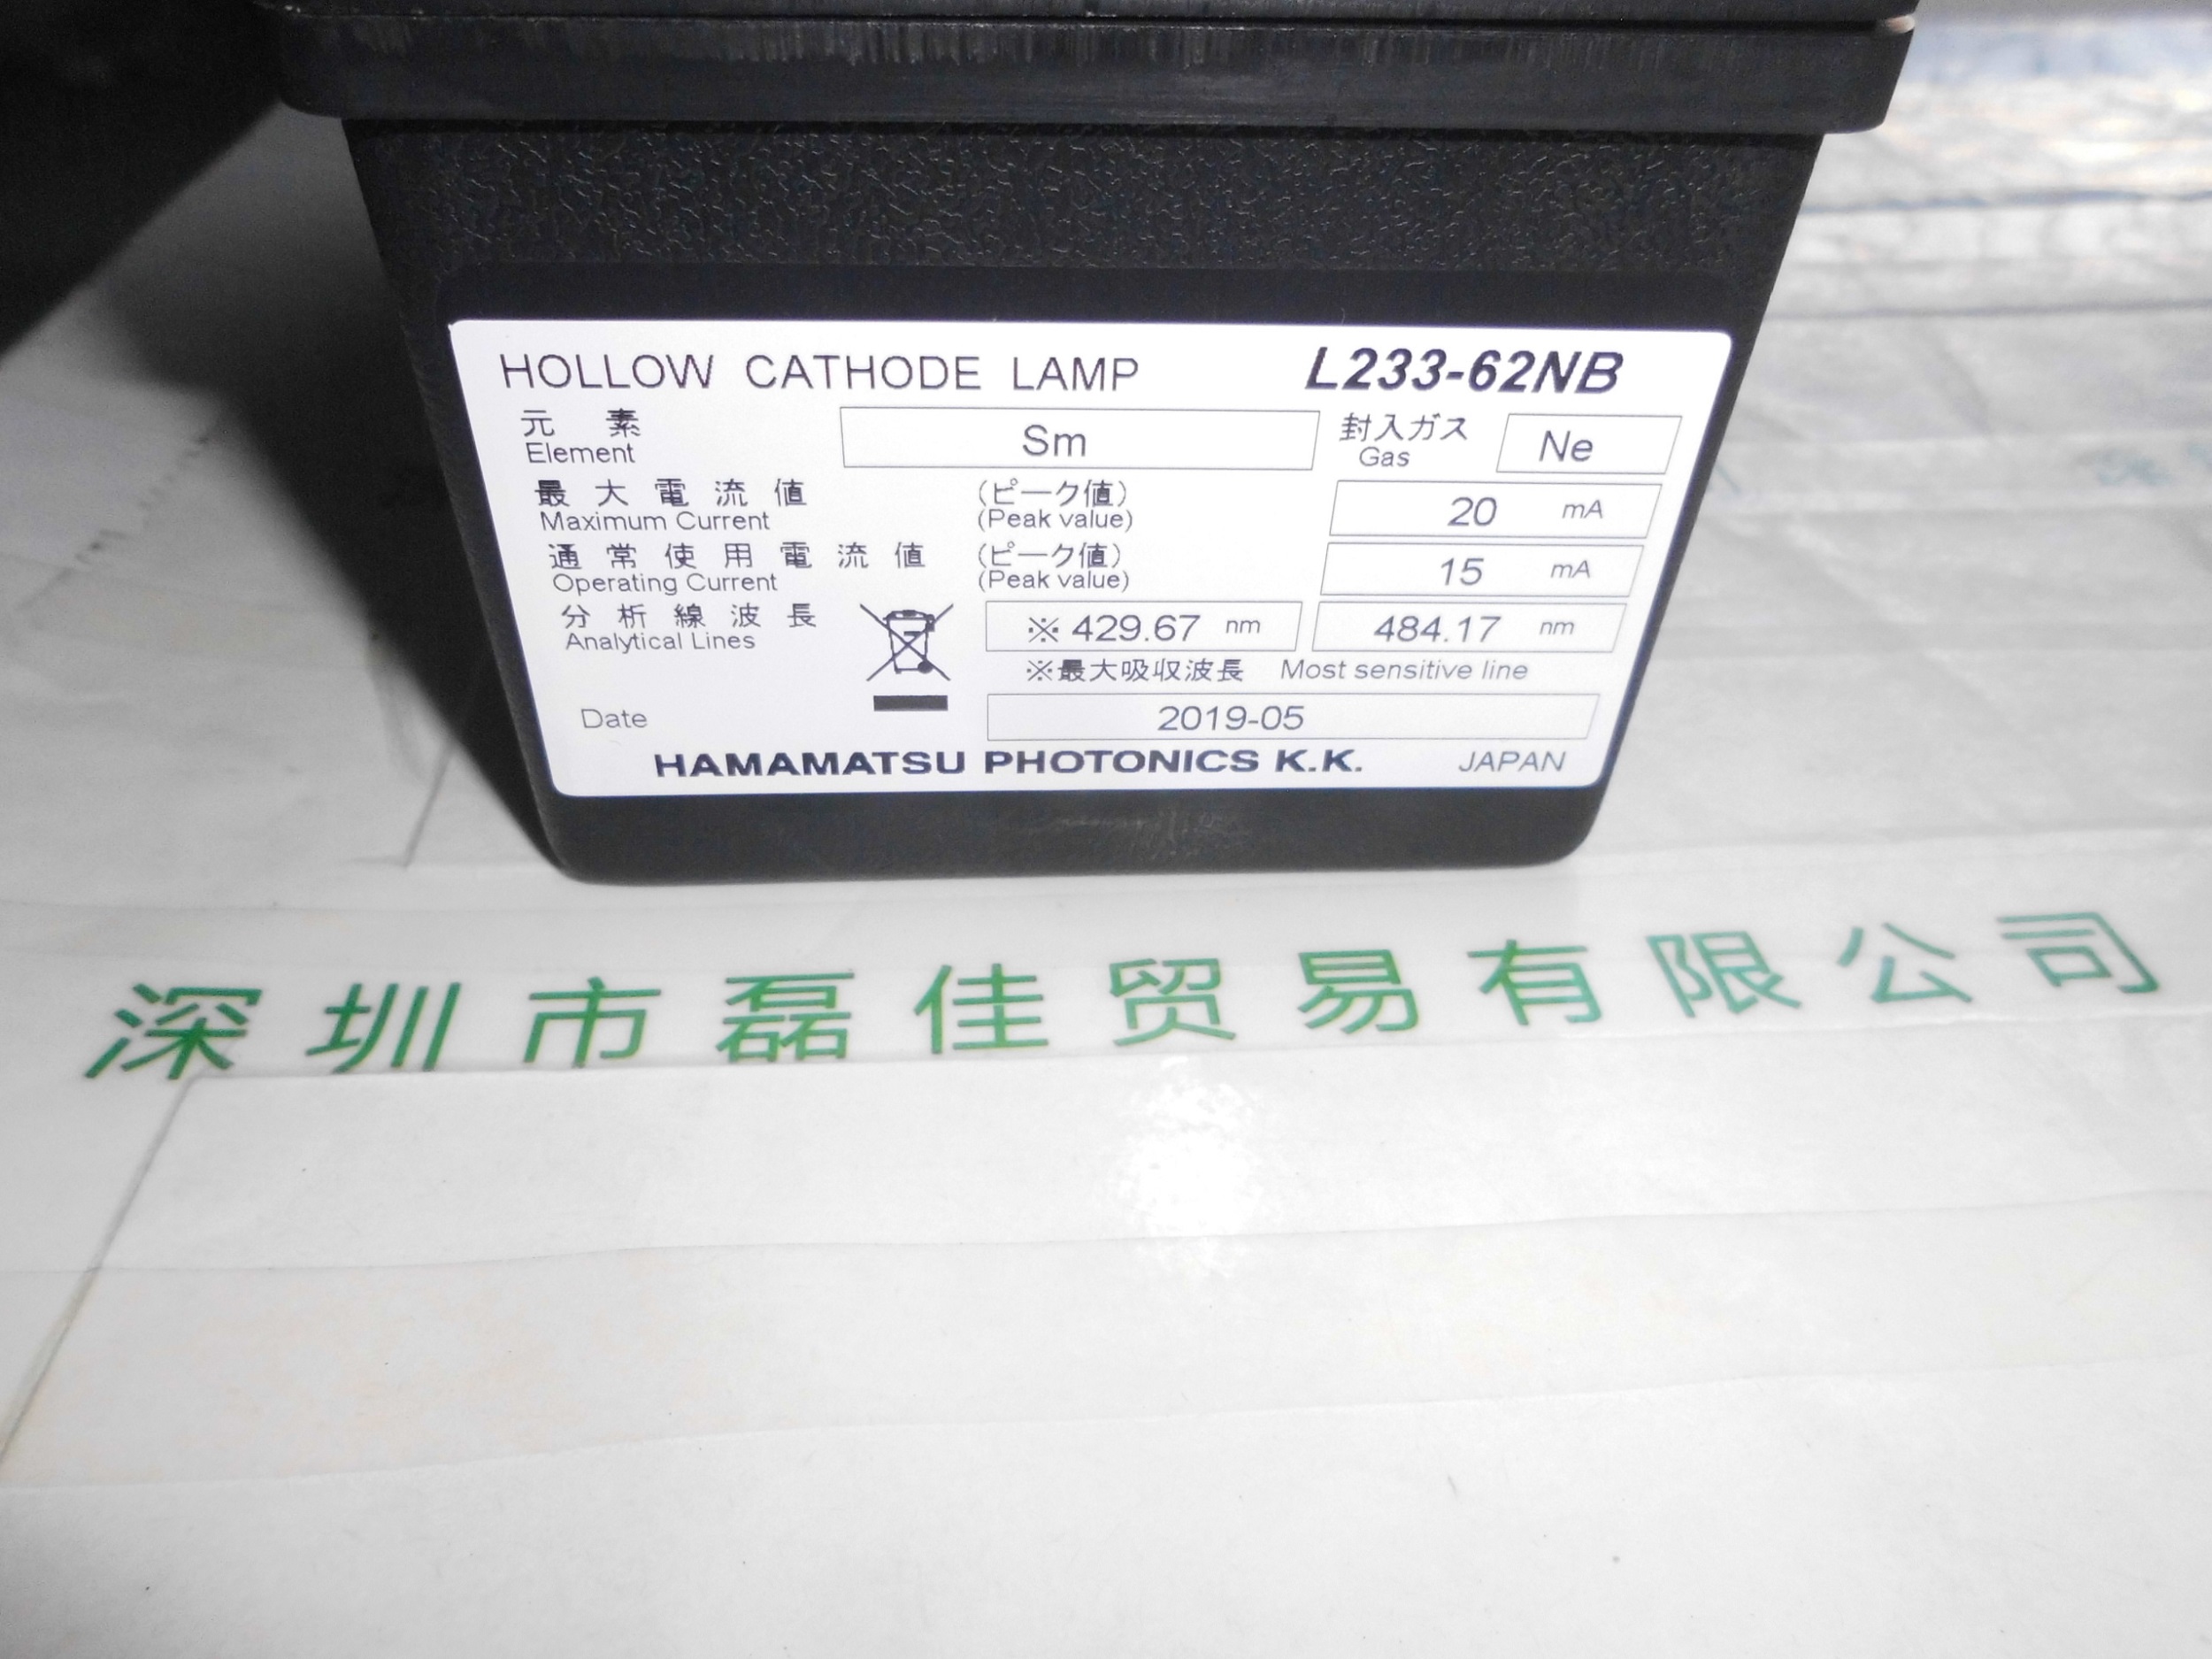 HOLLOW CATHODE LAMP L233-62NB
元素 Sm 封入ガス Ne
Element Gas
最大電流値 (ピーク値) 20 mA
Maximum Current (Peak value)
通常使用電流値 (ピーク値) 15 mA
Operating Current (Peak value)
分析線波長 ※ 429.67 nm 484.17 nm
Analytical Lines
※最大吸収波長 Most sensitive line
Date 2019-05
HAMAMATSU PHOTONICS K.K. JAPAN
深圳市磊佳贸易有限公司